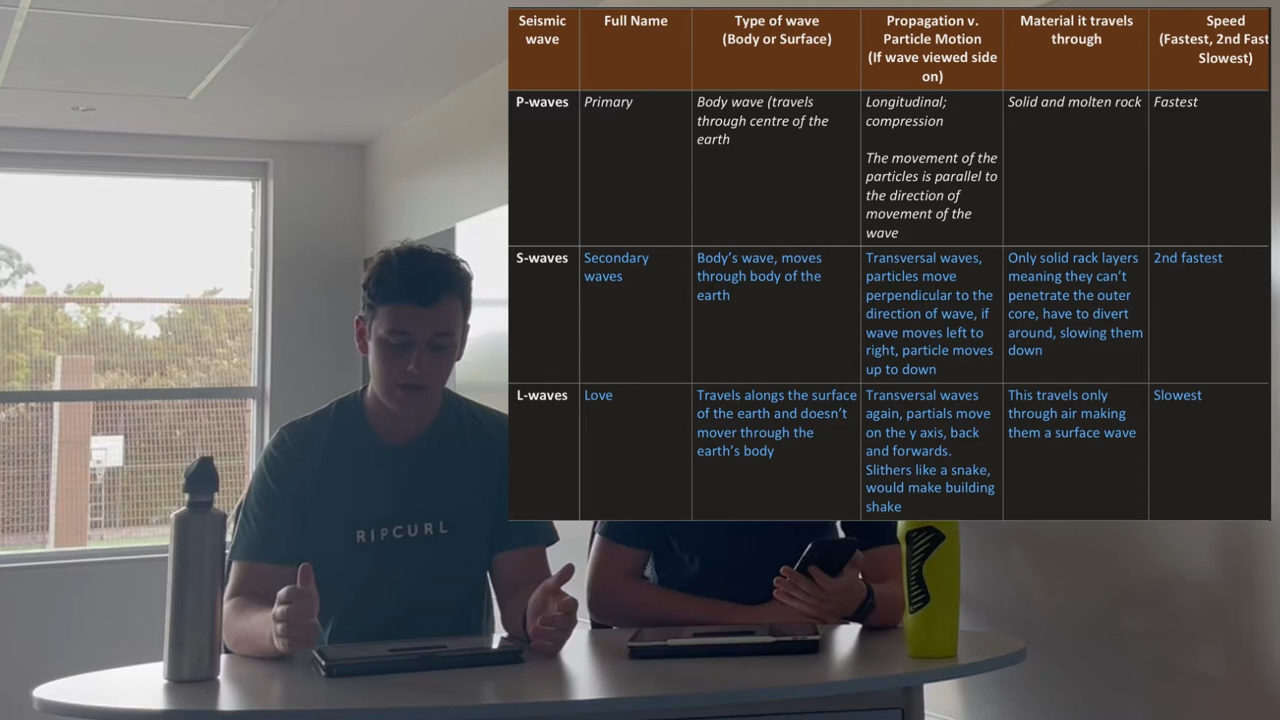 Seismic wave
Full Name
Type of wave
(Body or Surface)
Propagation v.
Particle Motion
(If wave viewed side
on)
Material it travels
through
Speed
(Fastest, 2nd Fast
Slowest)
P-waves
Primary
Body wave (travels
through centre of the
earth
Longitudinal;
compression
The movement of the
particles is parallel to
the direction of
movement of the
wave
Solid and molten rock
Fastest
S-waves
Secondary
waves
Body's wave, moves
through body of the
earth
Transversal waves,
particles move
perpendicular to the
direction of wave, if
wave moves left to
right, particle moves
up to down
Only solid rack layers
meaning they can't
penetrate the outer
core, have to divert
around, slowing them
down
2nd fastest
L-waves
Love
Travels alongs the surface
of the earth and doesn't
mover through the
earth's body
Transversal waves
again, partials move
on the y axis, back
and forwards.
Slithers like a snake,
would make building
shake
This travels only
through air making
them a surface wave
Slowest
RIPCURL